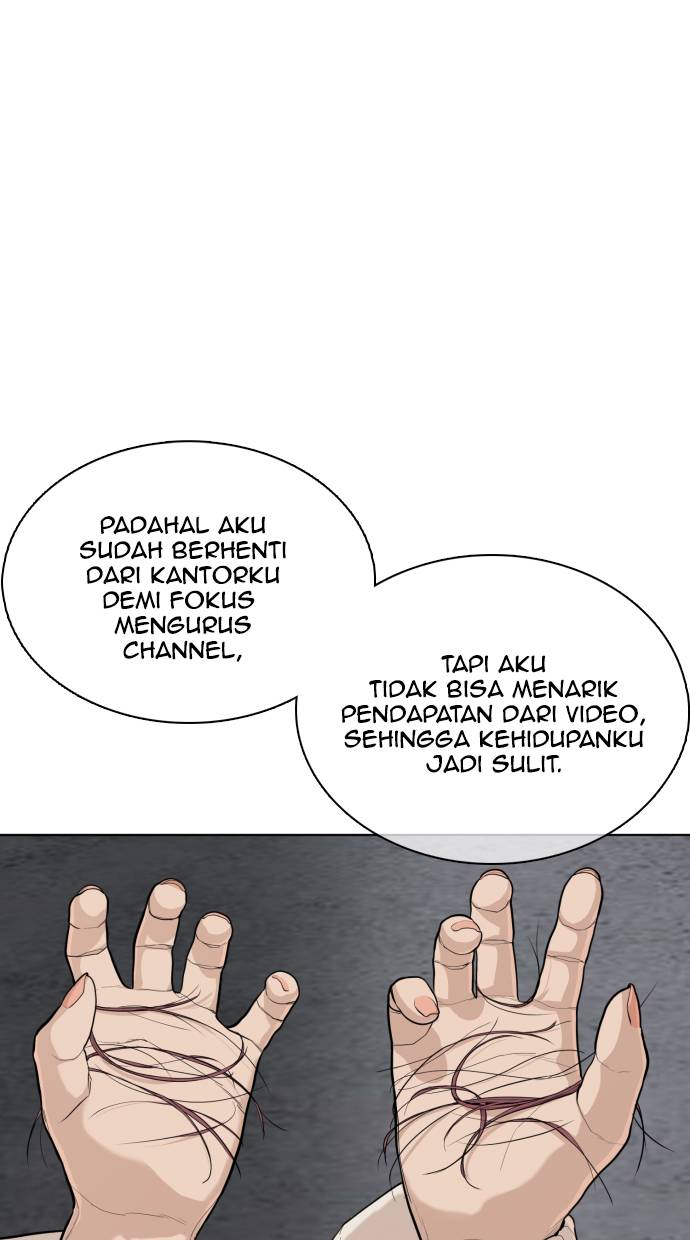 PADAHAL AKU
SUDAH BERHENTI
DARI KANTORKU
DEMI FOKUS
MENGURUS
CHANNEL,
TAPI AKU
TIDAK BISA MENARIK
PENDAPATAN DARI VIDEO,
SEHINGGA KEHIDUPANKU
JADI SULIT.